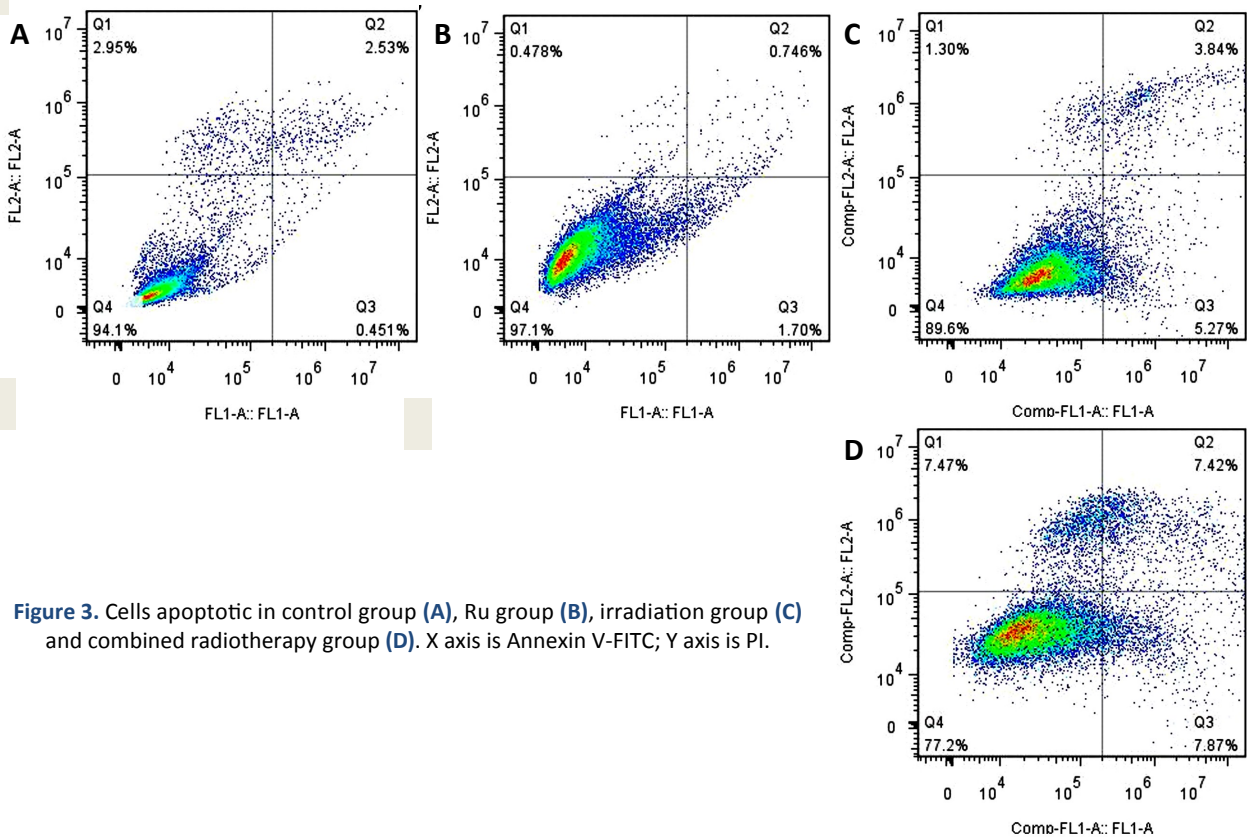 A
Q1
2.95%
Q2
2.53%
Q4
94.1%
Q3
0.451%
10^7
10^6
10^5
10^4
0
FL2-A:: FL2-A
0 10^4 10^5 10^6 10^7
FL1-A:: FL1-A
B
Q1
0.478%
Q2
0.746%
Q4
97.1%
Q3
1.70%
10^7
10^6
10^5
10^4
0
FL2-A:: FL2-A
0 10^4 10^5 10^6 10^7
FL1-A:: FL1-A
C
Q1
1.30%
Q2
3.84%
Q4
89.6%
Q3
5.27%
10^7
10^6
10^5
10^4
0
Comp-FL2-A:: FL2-A
0 10^4 10^5 10^6 10^7
Comp-FL1-A:: FL1-A
D
Q1
7.47%
Q2
7.42%
Q4
77.2%
Q3
7.87%
10^7
10^6
10^5
10^4
0
Comp-FL2-A:: FL2-A
0 10^4 10^5 10^6 10^7
Comp-FL1-A:: FL1-A
Figure 3. Cells apoptotic in control group (A), Ru group (B), irradiation group (C)
and combined radiotherapy group (D). X axis is Annexin V-FITC; Y axis is PI.